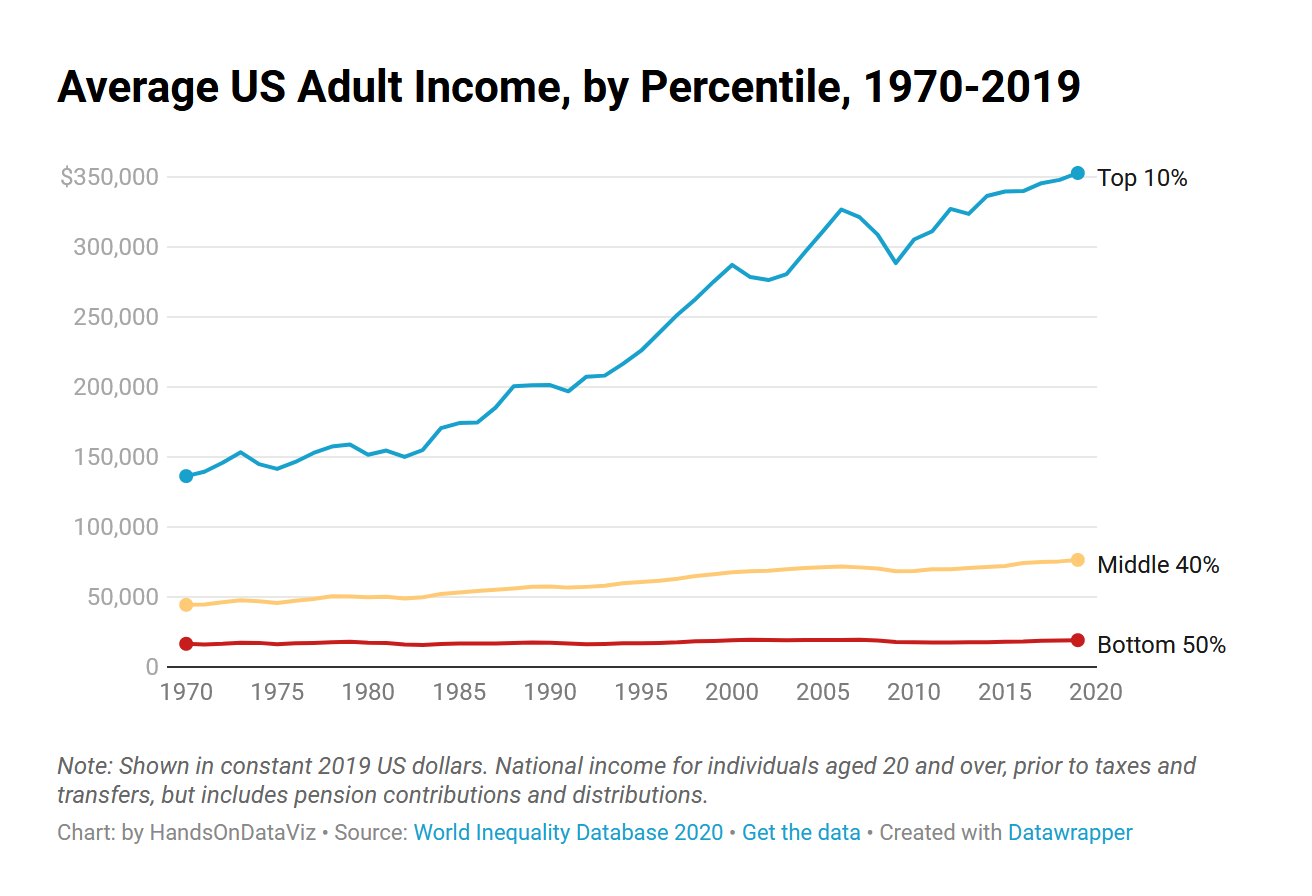 Average US Adult Income, by Percentile, 1970-2019
$350,000
Top 10%
300,000
250,000
200,000
150,000
100,000
Middle 40%
50,000
Bottom 50%
0
1970 1975 1980 1985 1990 1995 2000 2005 2010 2015 2020
Note: Shown in constant 2019 US dollars. National income for individuals aged 20 and over, prior to taxes and
transfers, but includes pension contributions and distributions.
Chart: by HandsOnDataViz • Source: World Inequality Database 2020 • Get the data • Created with Datawrapper